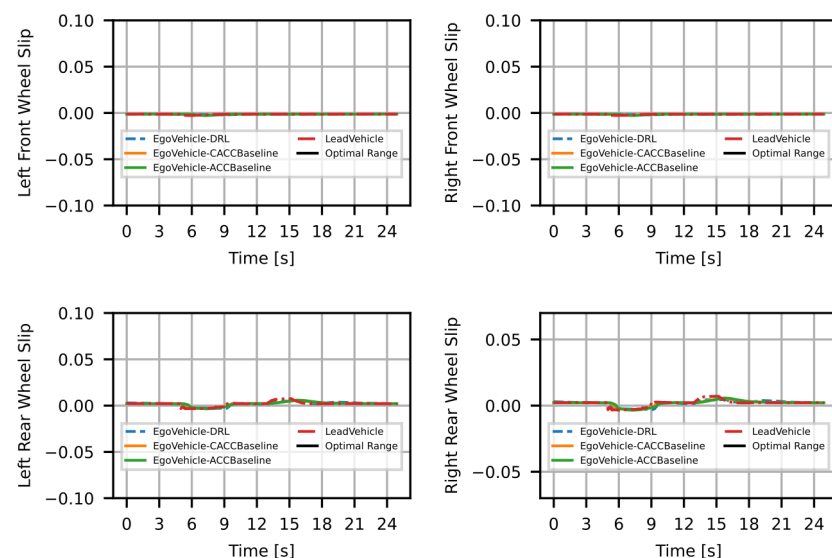 Left Front Wheel Slip
0.10
0.05
0.00
−0.05
−0.10
EgoVehicle-DRL
EgoVehicle-CACCBaseline
EgoVehicle-ACCBaseline
LeadVehicle
Optimal Range
0 3 6 9 12 15 18 21 24
Time [s]
Right Front Wheel Slip
0.10
0.05
0.00
−0.05
−0.10
EgoVehicle-DRL
EgoVehicle-CACCBaseline
EgoVehicle-ACCBaseline
LeadVehicle
Optimal Range
0 3 6 9 12 15 18 21 24
Time [s]
Left Rear Wheel Slip
0.10
0.05
0.00
−0.05
−0.10
EgoVehicle-DRL
EgoVehicle-CACCBaseline
EgoVehicle-ACCBaseline
LeadVehicle
Optimal Range
0 3 6 9 12 15 18 21 24
Time [s]
Right Rear Wheel Slip
0.05
0.00
−0.05
EgoVehicle-DRL
EgoVehicle-CACCBaseline
EgoVehicle-ACCBaseline
LeadVehicle
Optimal Range
0 3 6 9 12 15 18 21 24
Time [s]